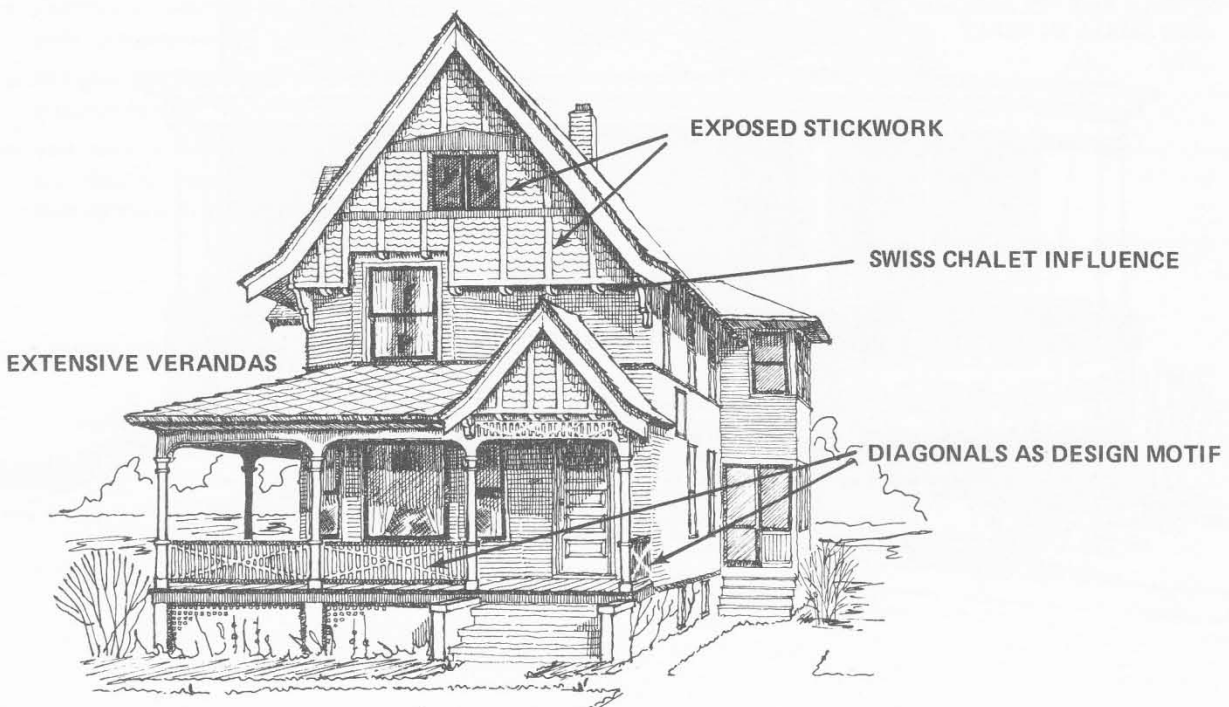 EXPOSED STICKWORK
SWISS CHALET INFLUENCE
EXTENSIVE VERANDAS
DIAGONALS AS DESIGN MOTIF